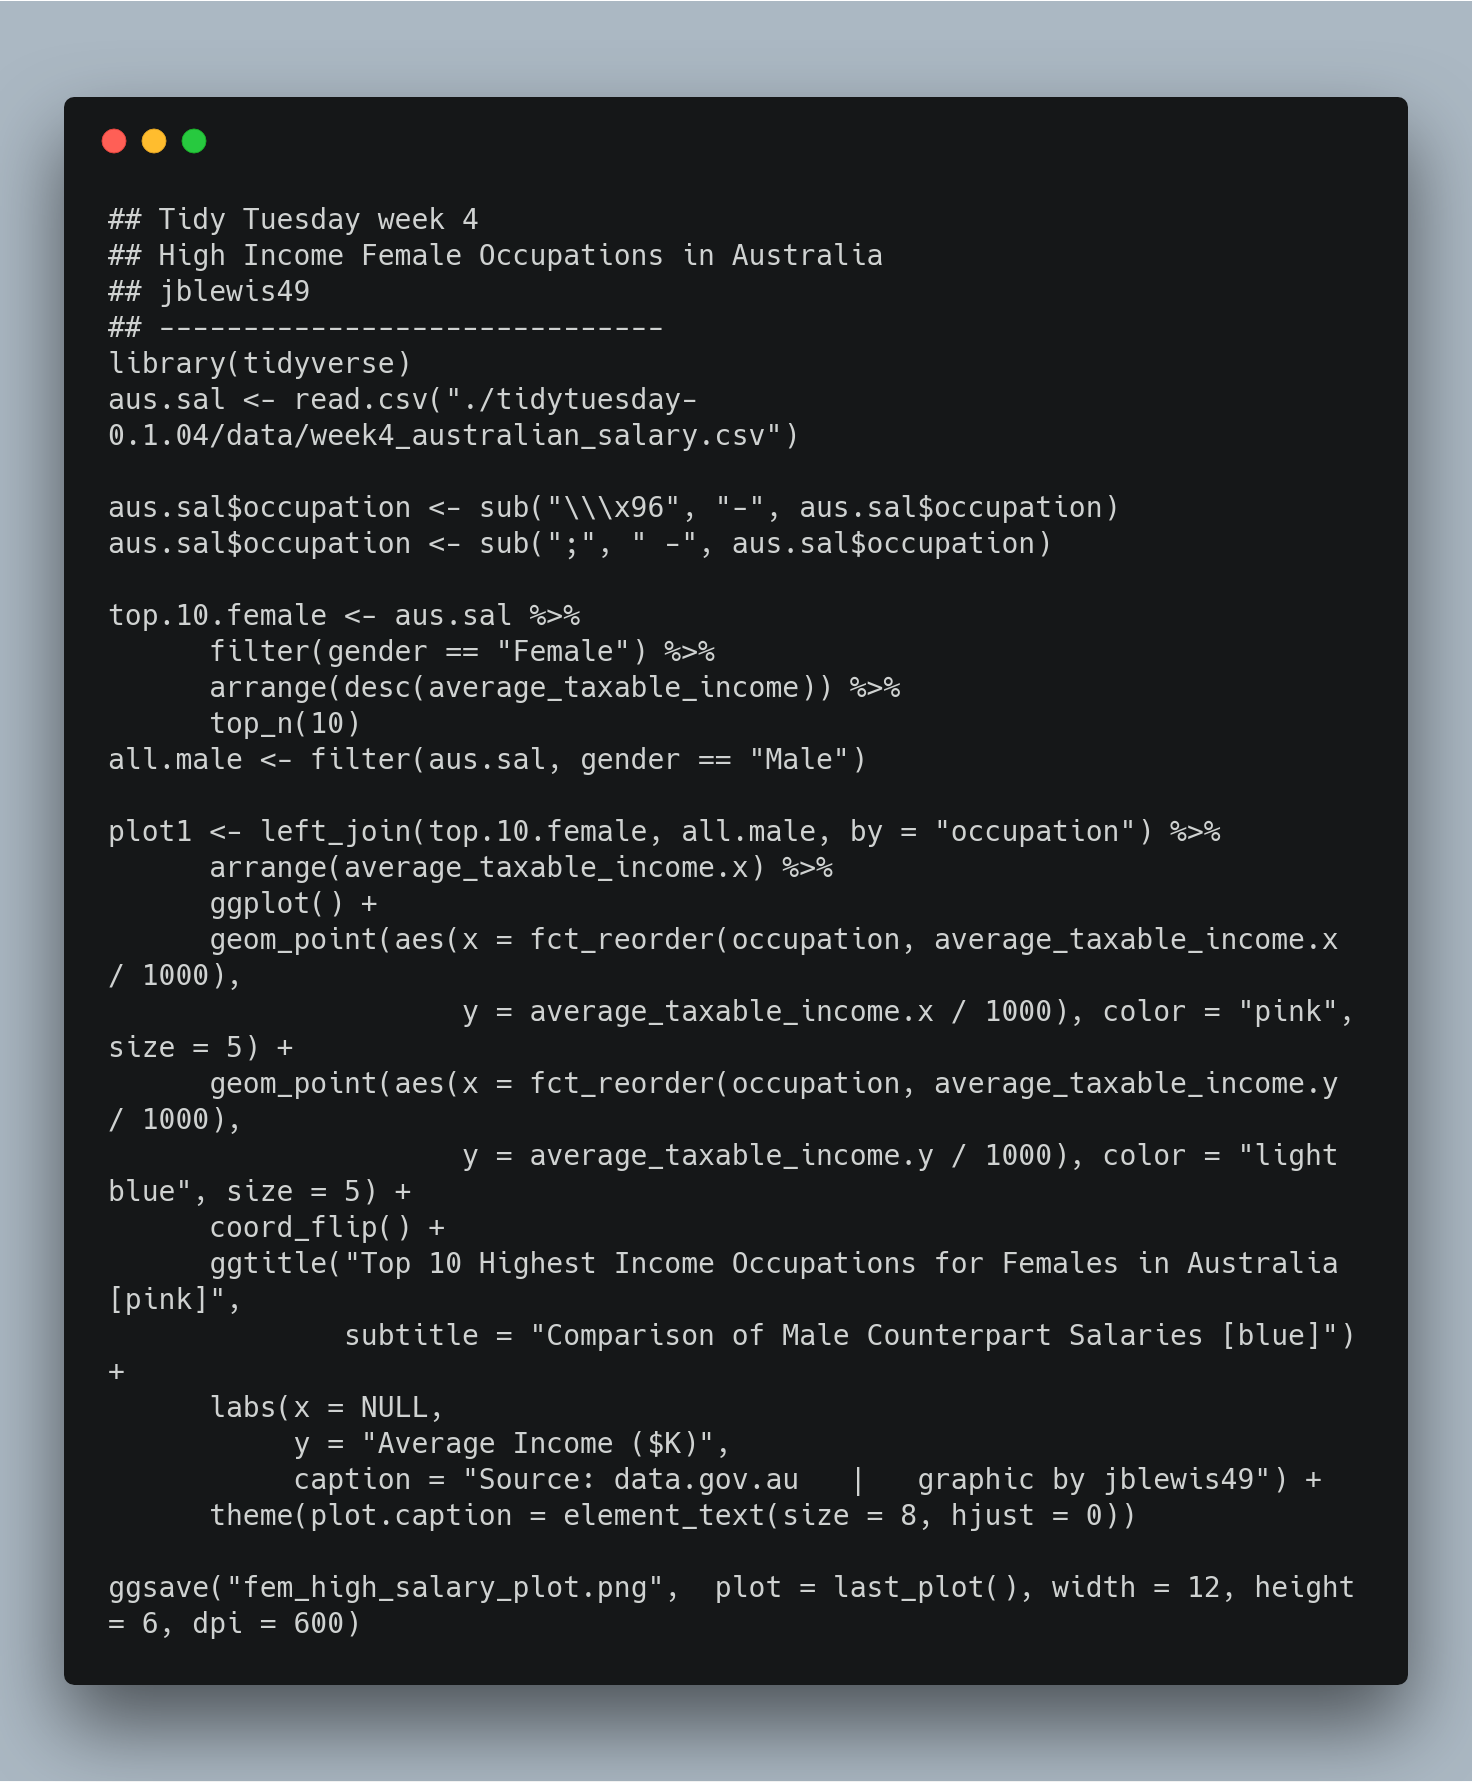 ## Tidy Tuesday week 4
## High Income Female Occupations in Australia
## jblewis49
## ------------------------------
library(tidyverse)
aus.sal <- read.csv("./tidytuesday-
0.1.04/data/week4_australian_salary.csv")

aus.sal$occupation <- sub("\\\x96", "-", aus.sal$occupation)
aus.sal$occupation <- sub(";", " -", aus.sal$occupation)

top.10.female <- aus.sal %>%
      filter(gender == "Female") %>%
      arrange(desc(average_taxable_income)) %>%
      top_n(10)
all.male <- filter(aus.sal, gender == "Male")

plot1 <- left_join(top.10.female, all.male, by = "occupation") %>%
      arrange(average_taxable_income.x) %>%
      ggplot() +
      geom_point(aes(x = fct_reorder(occupation, average_taxable_income.x
/ 1000),
                     y = average_taxable_income.x / 1000), color = "pink",
size = 5) +
      geom_point(aes(x = fct_reorder(occupation, average_taxable_income.y
/ 1000),
                     y = average_taxable_income.y / 1000), color = "light
blue", size = 5) +
      coord_flip() +
      ggtitle("Top 10 Highest Income Occupations for Females in Australia
[pink]",
              subtitle = "Comparison of Male Counterpart Salaries [blue]")
+
      labs(x = NULL,
           y = "Average Income ($K)",
           caption = "Source: data.gov.au   |   graphic by jblewis49") +
      theme(plot.caption = element_text(size = 8, hjust = 0))

ggsave("fem_high_salary_plot.png",  plot = last_plot(), width = 12, height
= 6, dpi = 600)